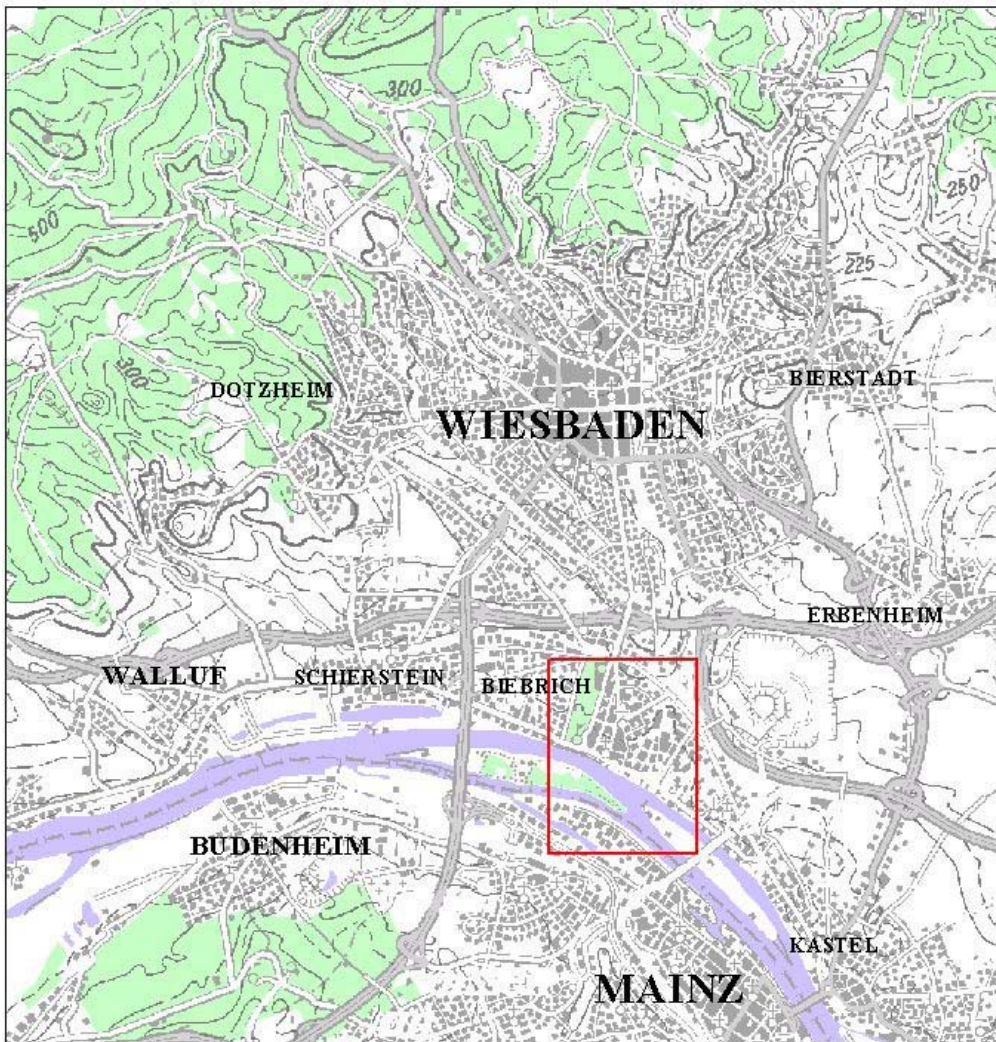 300
250
500
225
300
DOTZHEIM
BIERSTADT
WIESBADEN
ERBENHEIM
WALLUF
SCHIERSTEIN
BIEBRICH
BUDENHEIM
KASTEL
MAINZ